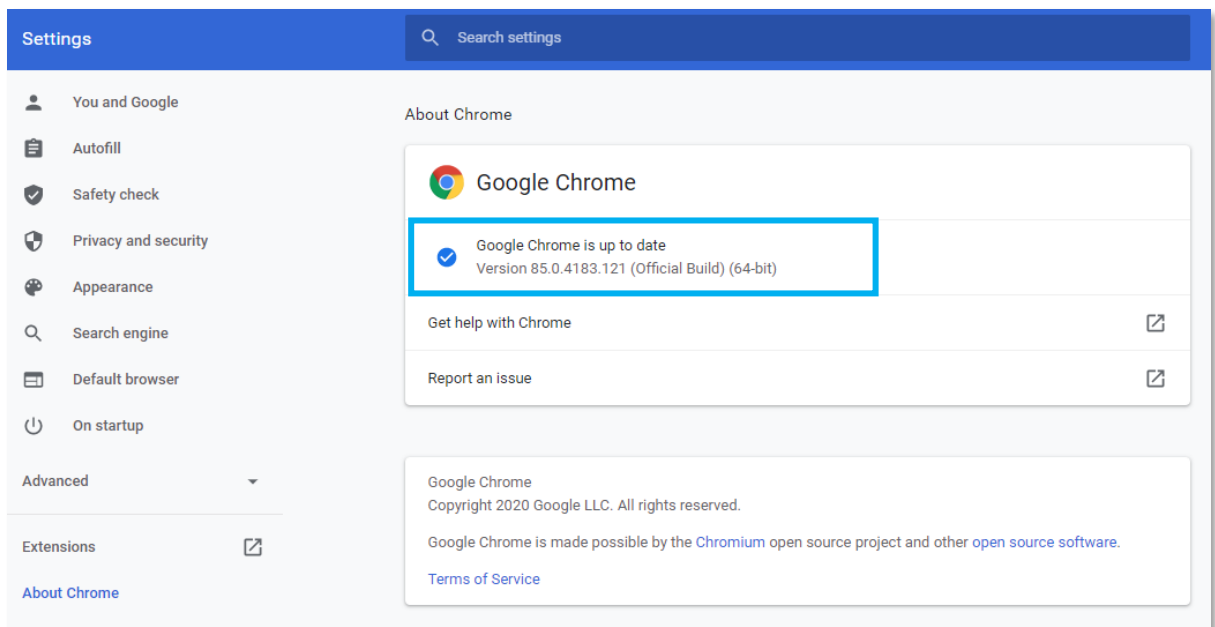 Settings
Search settings
You and Google
Autofill
Safety check
Privacy and security
Appearance
Search engine
Default browser
On startup
Advanced
Extensions
About Chrome
About Chrome
Google Chrome
Google Chrome is up to date
Version 85.0.4183.121 (Official Build) (64-bit)
Get help with Chrome
Report an issue
Google Chrome
Copyright 2020 Google LLC. All rights reserved.
Google Chrome is made possible by the Chromium open source project and other open source software.
Terms of Service